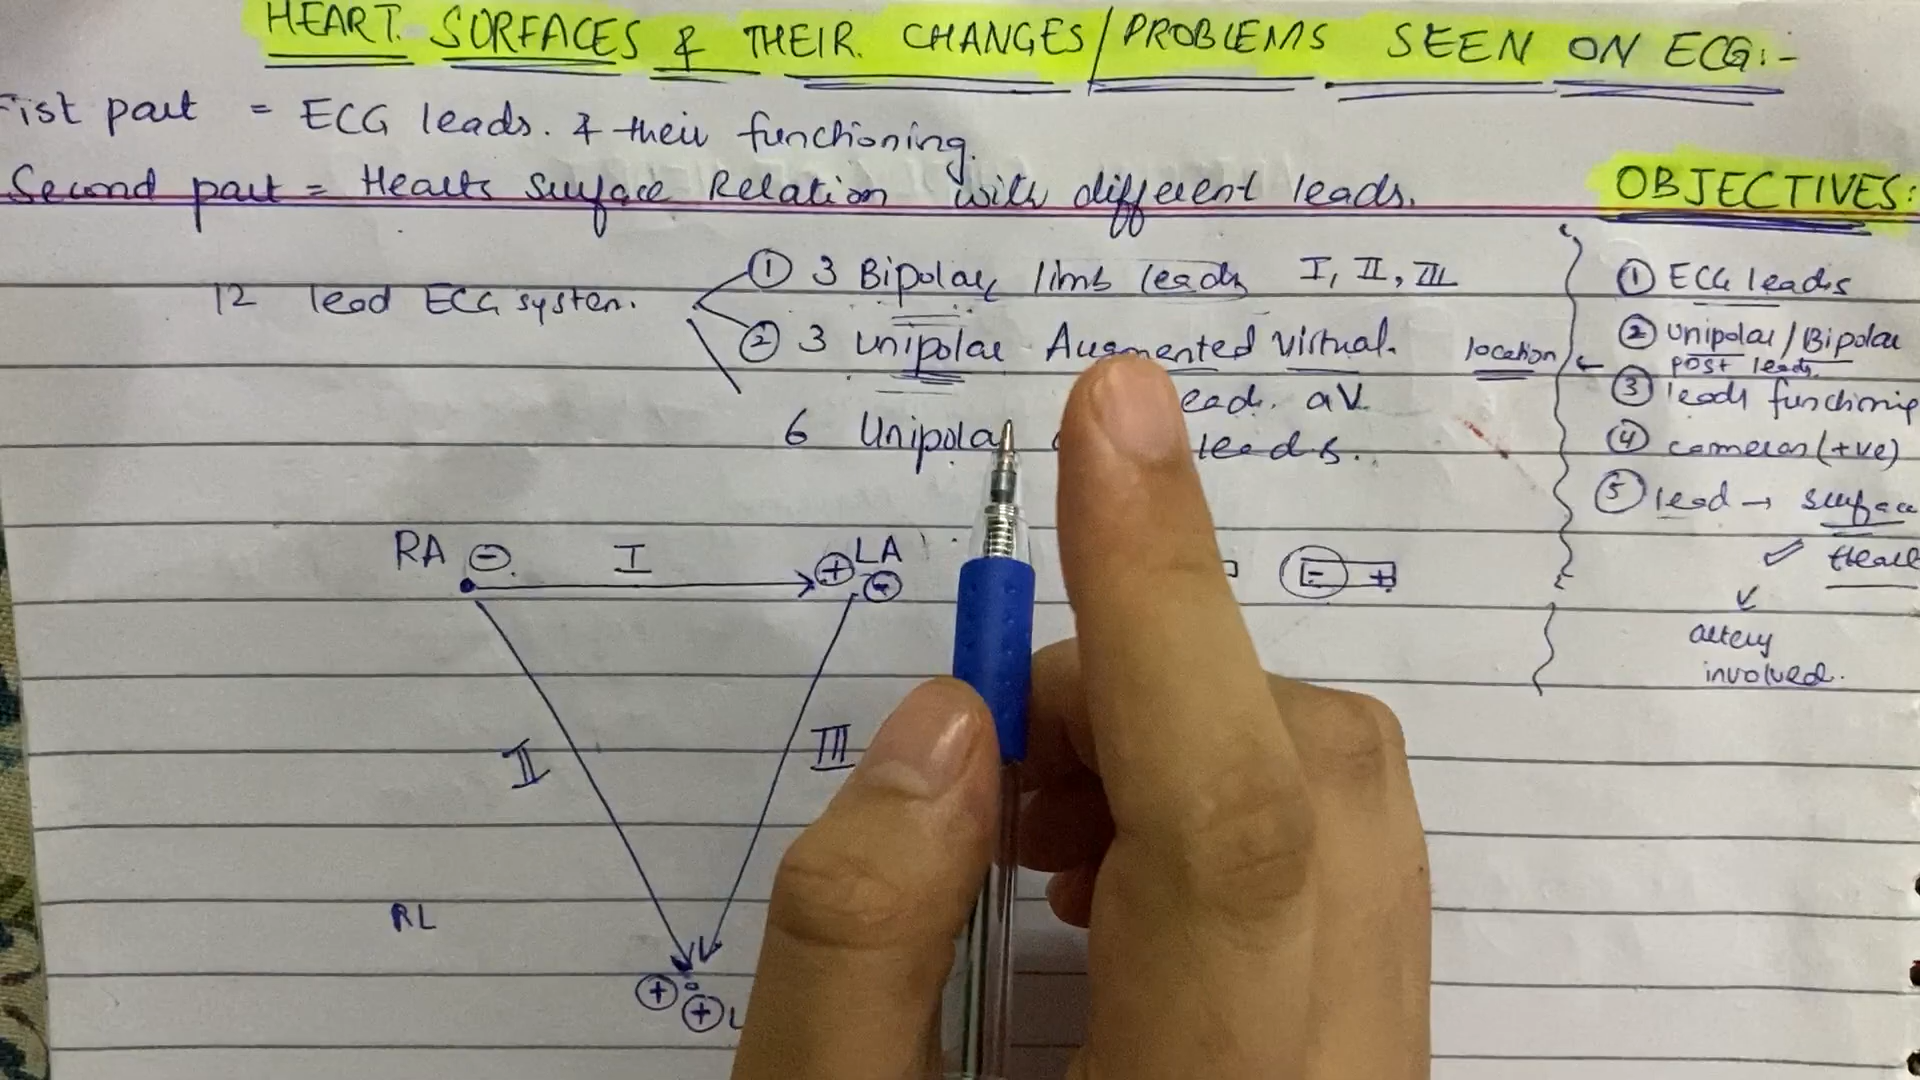 HEART SURFACES & THEIR CHANGES/PROBLEMS SEEN ON ECG:-
Fist part = ECG leads. & their functioning.
Second part = Hearts surface Relation with different leads.
OBJECTIVES:
12 lead ECG system.
① 3 Bipolar limb leads I, II, III
② 3 unipolar Augmented virtual.
ead. aV
6 Unipola leads.
location
① ECG leads
② unipolar/Bipolar
post leads.
③ leads functioning
④ cameras (+ve)
⑤ lead → surface
Heart
artery
involved.
RA - I + LA
-
- +
II III
RL
+
+ L